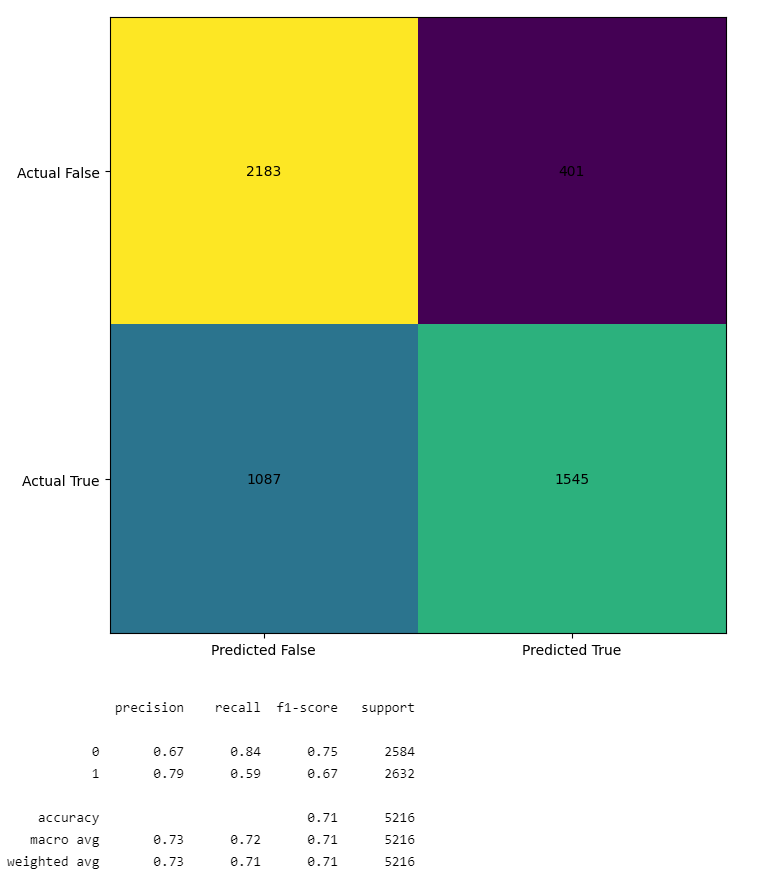 Actual False
2183 401
Actual True
1087 1545
Predicted False Predicted True
precision recall f1-score support
0 0.67 0.84 0.75 2584
1 0.79 0.59 0.67 2632
accuracy 0.71 5216
macro avg 0.73 0.72 0.71 5216
weighted avg 0.73 0.71 0.71 5216